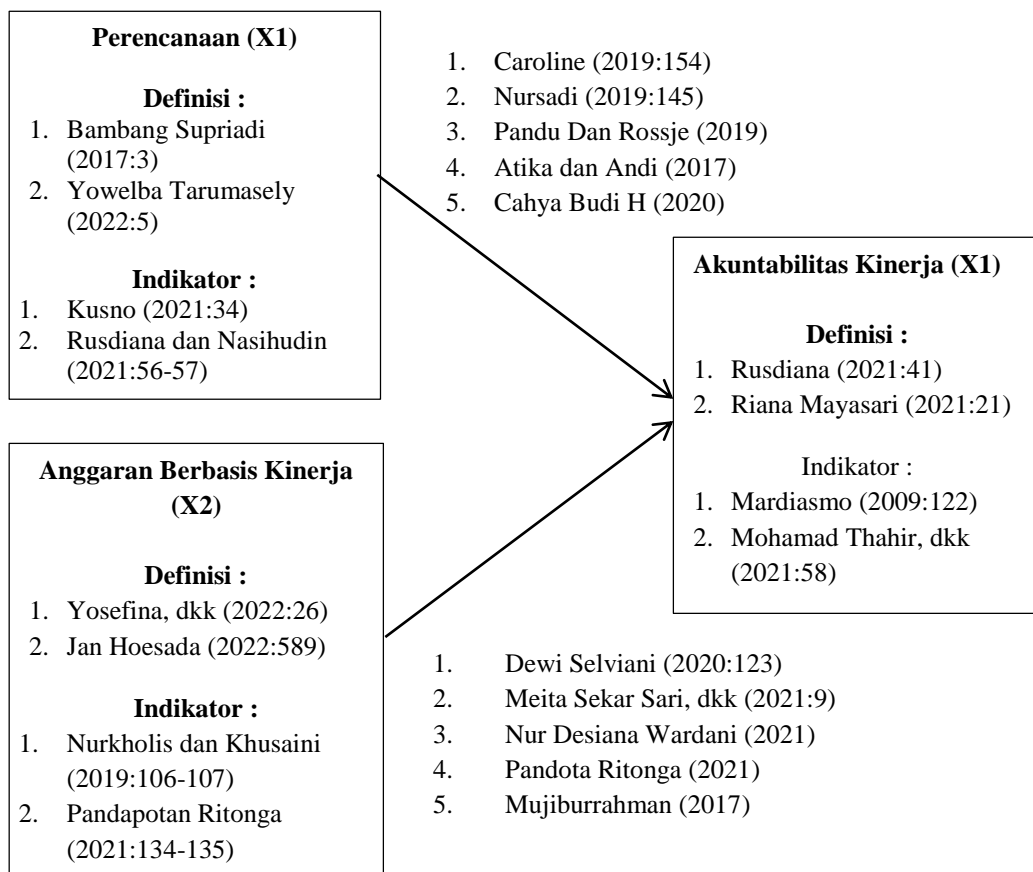 Perencanaan (X1)
Definisi :
1. Bambang Supriadi
(2017:3)
2. Yowelba Tarumasely
(2022:5)
Indikator :
1. Kusno (2021:34)
2. Rusdiana dan Nasihudin
(2021:56-57)
1. Caroline (2019:154)
2. Nursadi (2019:145)
3. Pandu Dan Rossje (2019)
4. Atika dan Andi (2017)
5. Cahya Budi H (2020)
Akuntabilitas Kinerja (X1)
Definisi :
1. Rusdiana (2021:41)
2. Riana Mayasari (2021:21)
Indikator :
1. Mardiasmo (2009:122)
2. Mohamad Thahir, dkk
(2021:58)
Anggaran Berbasis Kinerja
(X2)
Definisi :
1. Yosefina, dkk (2022:26)
2. Jan Hoesada (2022:589)
Indikator :
1. Nurkholis dan Khusaini
(2019:106-107)
2. Pandapotan Ritonga
(2021:134-135)
1. Dewi Selviani (2020:123)
2. Meita Sekar Sari, dkk (2021:9)
3. Nur Desiana Wardani (2021)
4. Pandota Ritonga (2021)
5. Mujiburrahman (2017)